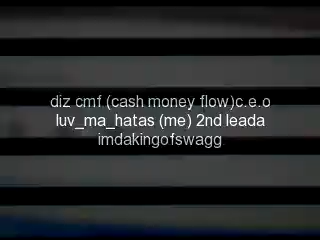 diz cmf (cash money flow)c.e.o
luv_ma_hatas (me) 2nd leada
imdakingofswagg